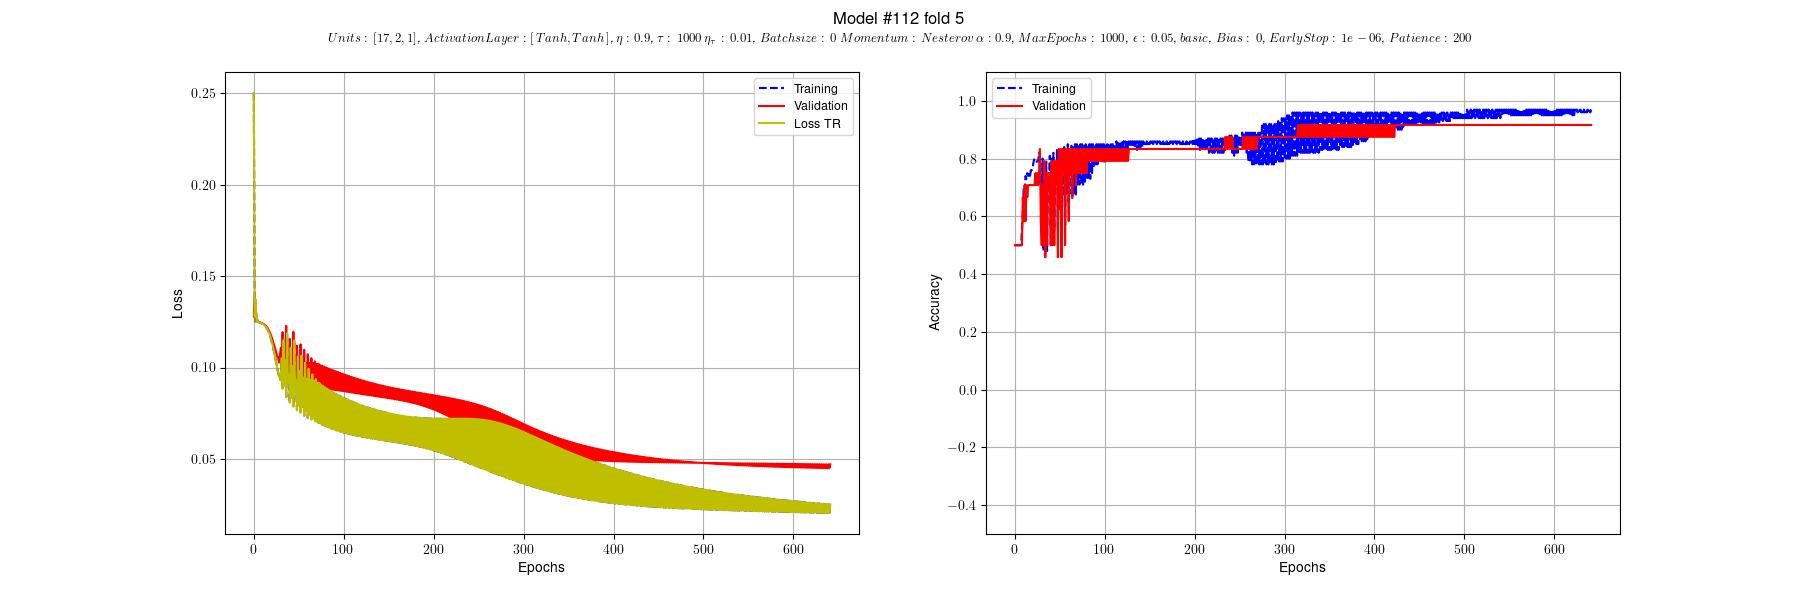 Model #112 fold 5
Units : [17, 2, 1], ActivationLayer : [Tanh, Tanh], η : 0.9, τ : 1000 η_τ : 0.01, Batchsize : 0 Momentum : Nesterov α : 0.9, MaxEpochs : 1000, ϵ : 0.05, basic, Bias : 0, EarlyStop : 1e − 06, Patience : 200
Loss
0.25
0.20
0.15
0.10
0.05
Training
Validation
Loss TR
0 100 200 300 400 500 600
Epochs
Accuracy
1.0
0.8
0.6
0.4
0.2
0.0
−0.2
−0.4
Training
Validation
0 100 200 300 400 500 600
Epochs